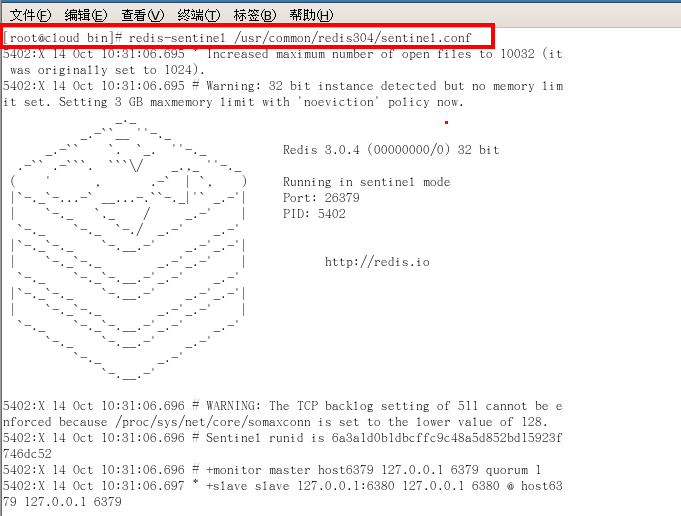 文件(F)  编辑(E)  查看(V)  终端(T)  标签(B)  帮助(H)
[root@cloud bin]# redis-sentinel /usr/common/redis304/sentinel.conf
5402:X 14 Oct 10:31:06.695 * Increased maximum number of open files to 10032 (it
 was originally set to 1024).
5402:X 14 Oct 10:31:06.695 # Warning: 32 bit instance detected but no memory lim
it set. Setting 3 GB maxmemory limit with 'noeviction' policy now.
Redis 3.0.4 (00000000/0) 32 bit
Running in sentinel mode
Port: 26379
PID: 5402
http://redis.io
5402:X 14 Oct 10:31:06.696 # WARNING: The TCP backlog setting of 511 cannot be e
nforced because /proc/sys/net/core/somaxconn is set to the lower value of 128.
5402:X 14 Oct 10:31:06.696 # Sentinel runid is 6a3a1d0b1dbcffc9c48a5d852bd15923f
746dc52
5402:X 14 Oct 10:31:06.696 # +monitor master host6379 127.0.0.1 6379 quorum 1
5402:X 14 Oct 10:31:06.697 * +slave slave 127.0.0.1:6380 127.0.0.1 6380 @ host63
79 127.0.0.1 6379